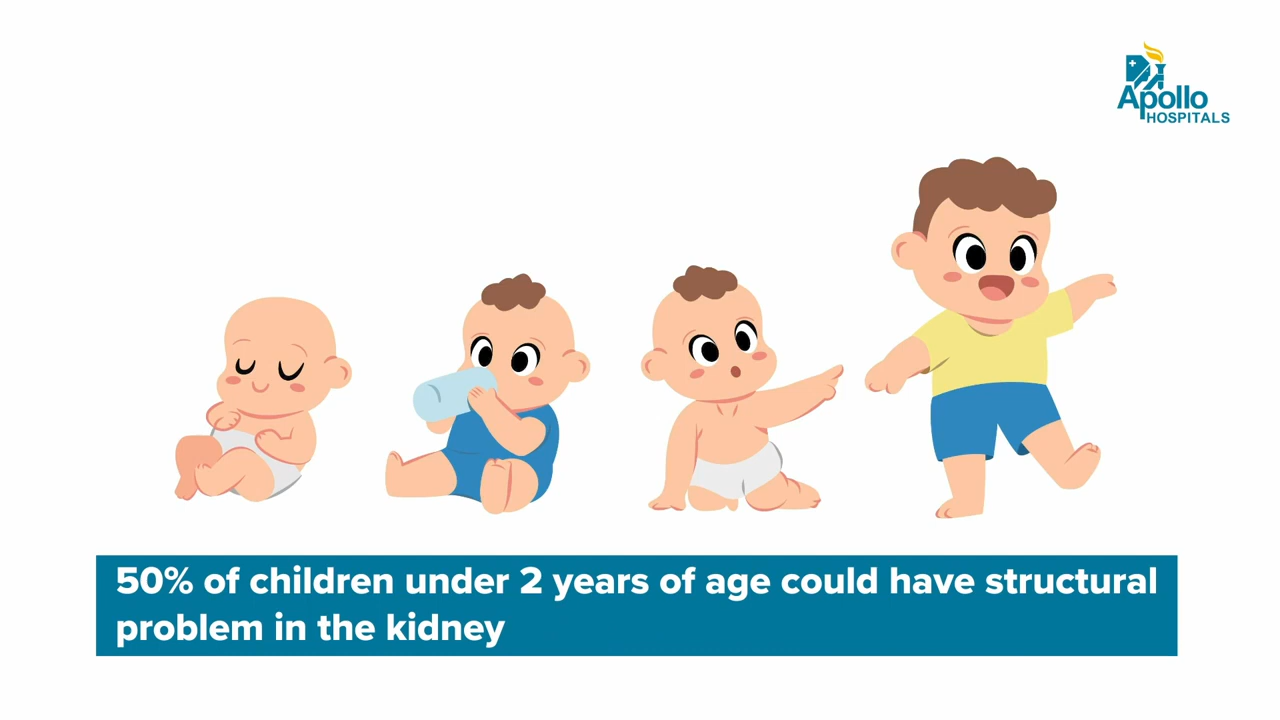 Apollo
HOSPITALS
50% of children under 2 years of age could have structural
problem in the kidney